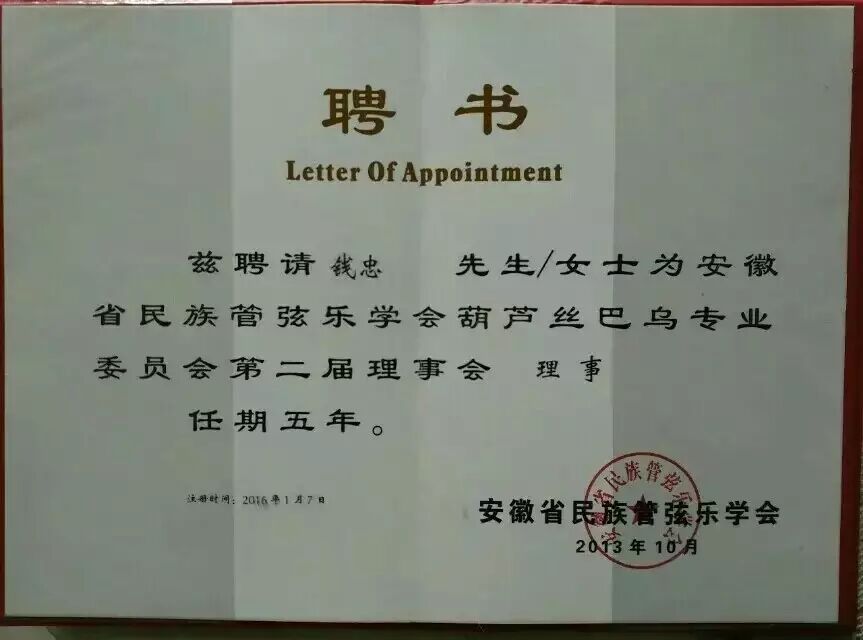 聘 书
Letter Of Appointment
兹聘请 钱忠 先生/女士为安徽
省民族管弦乐学会葫芦丝巴乌专业
委员会第二届理事会 理事
任期五年。
注册时间：2016年1月7日
安徽省民族管弦乐学会
2013年10月